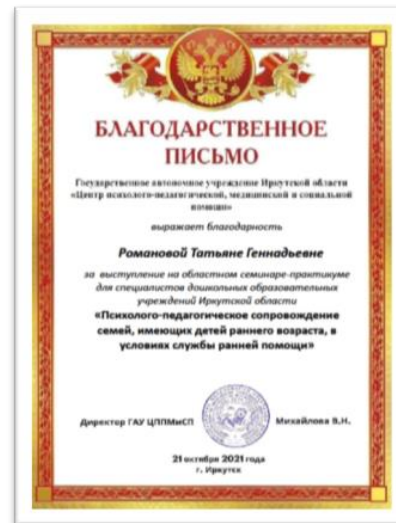 БЛАГОДАРСТВЕННОЕ
ПИСЬМО
Государственное автономное учреждение Иркутской области
«Центр психолого-педагогической, медицинской и социальной
помощи»
выражает благодарность
Романовой Татьяне Геннадьевне
за выступление на областном семинаре-практикуме
для специалистов дошкольных образовательных
учреждений Иркутской области
«Психолого-педагогическое сопровождение
семей, имеющих детей раннего возраста, в
условиях службы ранней помощи»
Директор ГАУ ЦППМиСП Михайлова В.Н.
21 октября 2021 года
г. Иркутск